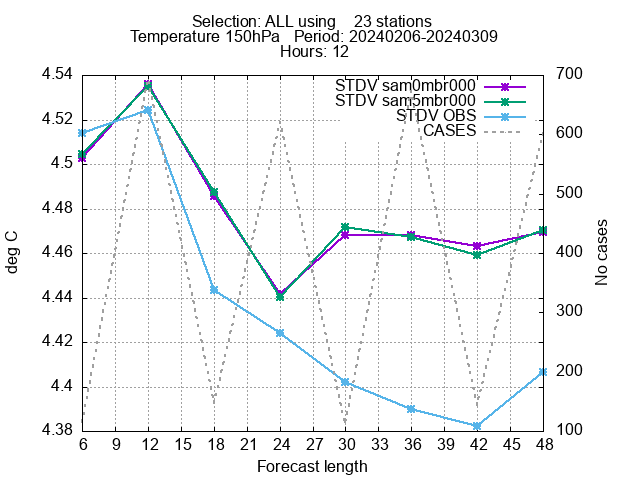 Selection: ALL using    23 stations
Temperature 150hPa   Period: 20240206-20240309
Hours: 12
STDV sam0mbr000
STDV sam5mbr000
STDV OBS
CASES
4.54
4.52
4.5
4.48
4.46
4.44
4.42
4.4
4.38
deg C
700
600
500
400
300
200
100
No cases
6 9 12 15 18 21 24 27 30 33 36 39 42 45 48
Forecast length